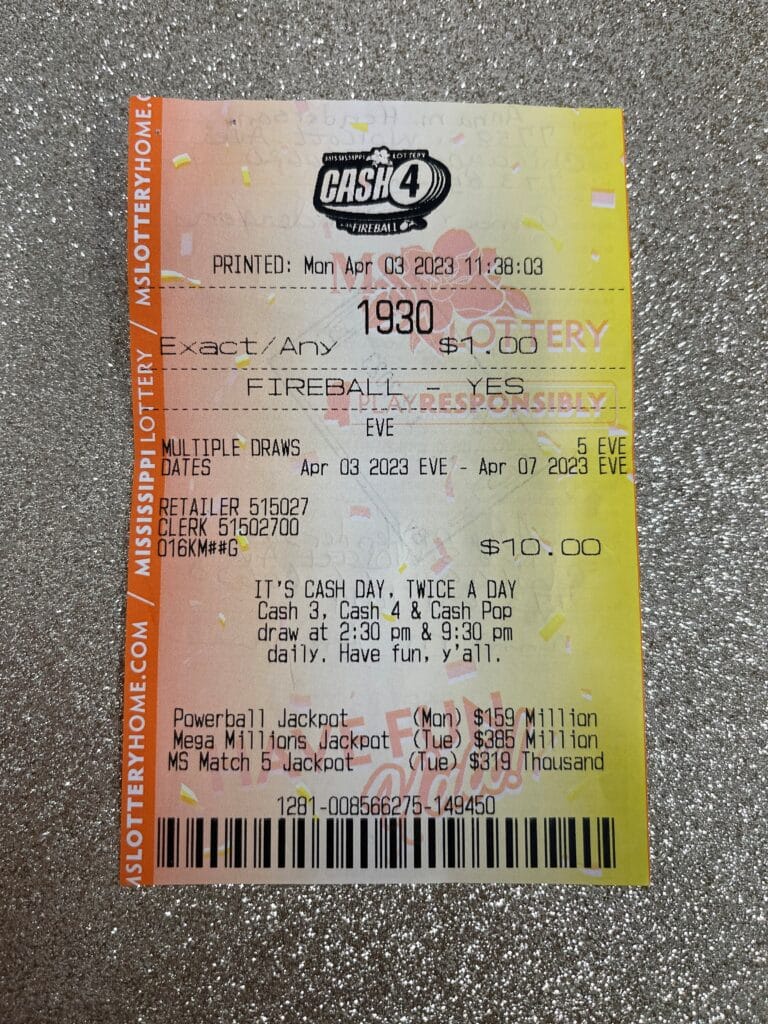 MISSISSIPPI LOTTERY
CASH 4
FIREBALL
PRINTED: Mon Apr 03 2023 11:38:03
1930
Exact/Any $1.00
FIREBALL - YES
EVE
MULTIPLE DRAWS 5 EVE
DATES Apr 03 2023 EVE - Apr 07 2023 EVE
RETAILER 515027
CLERK 51502700
016KM##G $10.00
IT'S CASH DAY, TWICE A DAY
Cash 3, Cash 4 & Cash Pop
draw at 2:30 pm & 9:30 pm
daily. Have fun, y'all.
Powerball Jackpot (Mon) $159 Million
Mega Millions Jackpot (Tue) $385 Million
MS Match 5 Jackpot (Tue) $319 Thousand
1281-008566275-149450
MSLOTTERYHOME.COM / MISSISSIPPI LOTTERY / MSLOTTERYHOME.C
MS LOTTERY
PLAY RESPONSIBLY
HAVE FUN
Y'all!